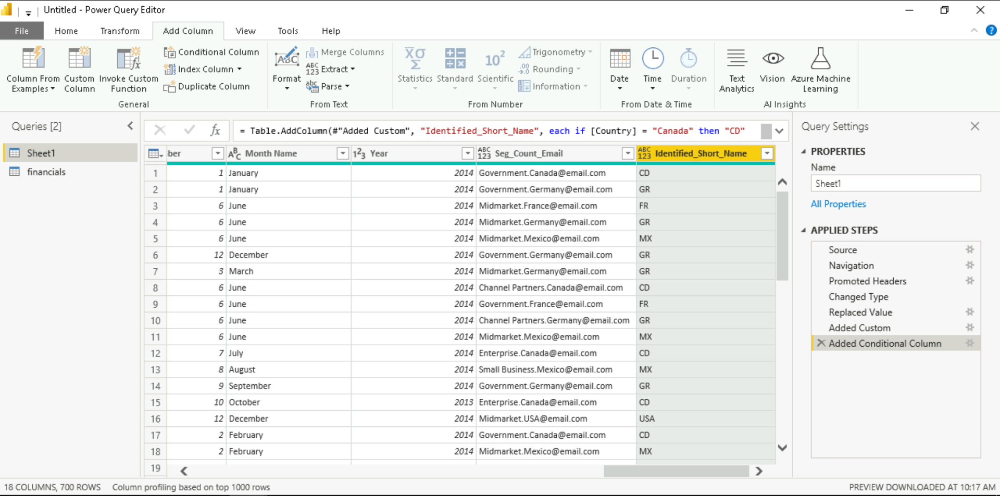 Untitled - Power Query Editor
File Home Transform Add Column View Tools Help
Column From Examples
Custom Column
Invoke Custom Function
Conditional Column
Index Column
Duplicate Column
General
ABC
Format
Merge Columns
ABC 123 Extract
abc Parse
From Text
XΣσ Statistics
Standard
10² Scientific
Trigonometry
.00 Rounding
Information
From Number
Date
Time
Duration
From Date & Time
Text Analytics
Vision
Azure Machine Learning
AI Insights
Queries [2]
Sheet1
financials
fx = Table.AddColumn(#"Added Custom", "Identified_Short_Name", each if [Country] = "Canada" then "CD"
ber ABC Month Name 123 Year ABC 123 Seg_Count_Email ABC 123 Identified_Short_Name
1 1 January 2014 Government.Canada@email.com CD
2 1 January 2014 Government.Germany@email.com GR
3 6 June 2014 Midmarket.France@email.com FR
4 6 June 2014 Midmarket.Germany@email.com GR
5 6 June 2014 Midmarket.Mexico@email.com MX
6 12 December 2014 Government.Germany@email.com GR
7 3 March 2014 Midmarket.Germany@email.com GR
8 6 June 2014 Channel Partners.Canada@email.com CD
9 6 June 2014 Government.France@email.com FR
10 6 June 2014 Channel Partners.Germany@email.com GR
11 6 June 2014 Midmarket.Mexico@email.com MX
12 7 July 2014 Enterprise.Canada@email.com CD
13 8 August 2014 Small Business.Mexico@email.com MX
14 9 September 2014 Government.Germany@email.com GR
15 10 October 2013 Enterprise.Canada@email.com CD
16 12 December 2014 Midmarket.USA@email.com USA
17 2 February 2014 Government.Canada@email.com CD
18 2 February 2014 Midmarket.Mexico@email.com MX
19
Query Settings
PROPERTIES
Name
Sheet1
All Properties
APPLIED STEPS
Source
Navigation
Promoted Headers
Changed Type
Replaced Value
Added Custom
Added Conditional Column
18 COLUMNS, 700 ROWS Column profiling based on top 1000 rows PREVIEW DOWNLOADED AT 10:17 AM